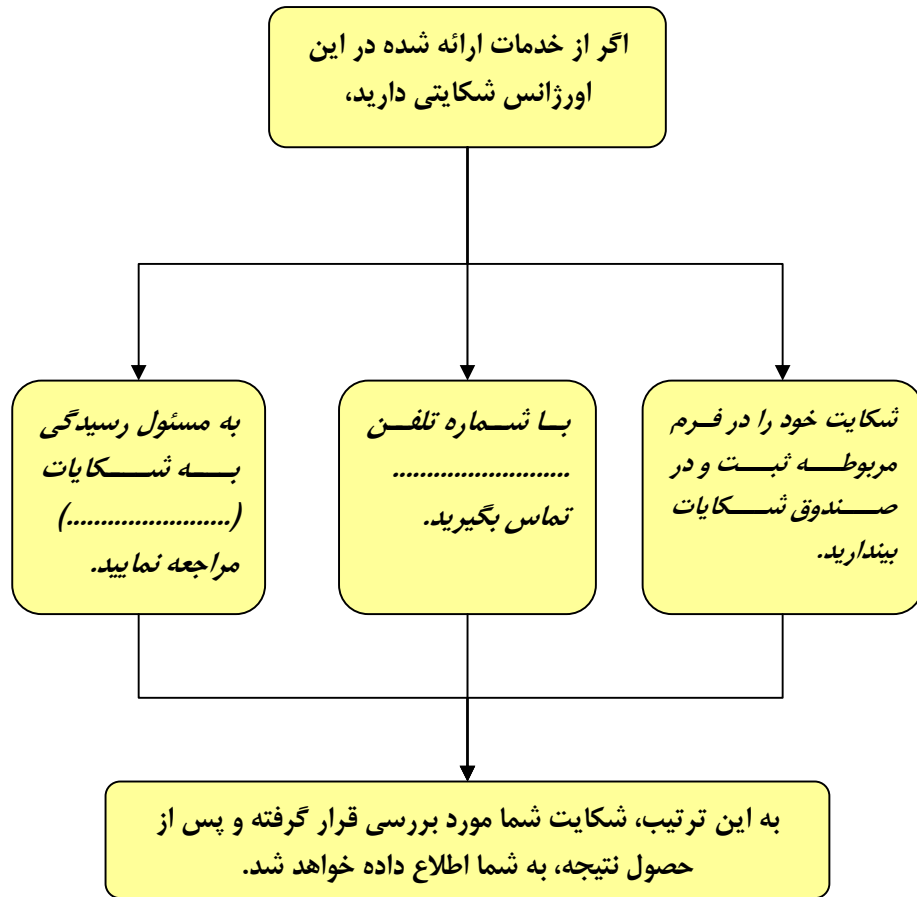 اگر از خدمات ارائه شده در این
اورژانس شکایتی دارید،
شکایت خود را در فرم
مربوطه ثبت و در
صندوق شکایات
بیندازید.
با شماره تلفن
..........................
تماس بگیرید.
به مسئول رسیدگی
به شکایات
(........................)
مراجعه نمایید.
به این ترتیب، شکایت شما مورد بررسی قرار گرفته و پس از
حصول نتیجه، به شما اطلاع داده خواهد شد.